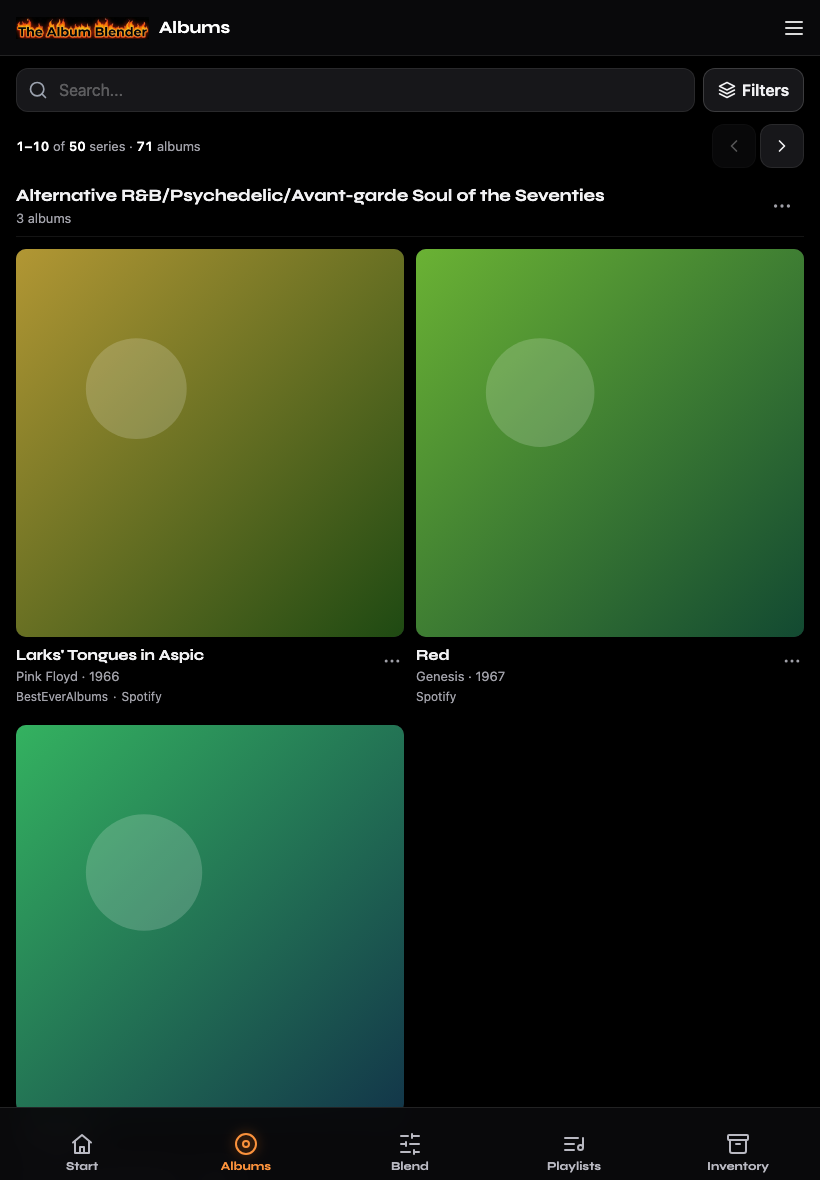 The Album Blender Albums
Search...
Filters
1–10 of 50 series · 71 albums
Alternative R&B/Psychedelic/Avant-garde Soul of the Seventies
3 albums
Larks' Tongues in Aspic
Pink Floyd · 1966
BestEverAlbums · Spotify
Red
Genesis · 1967
Spotify
Start
Albums
Blend
Playlists
Inventory